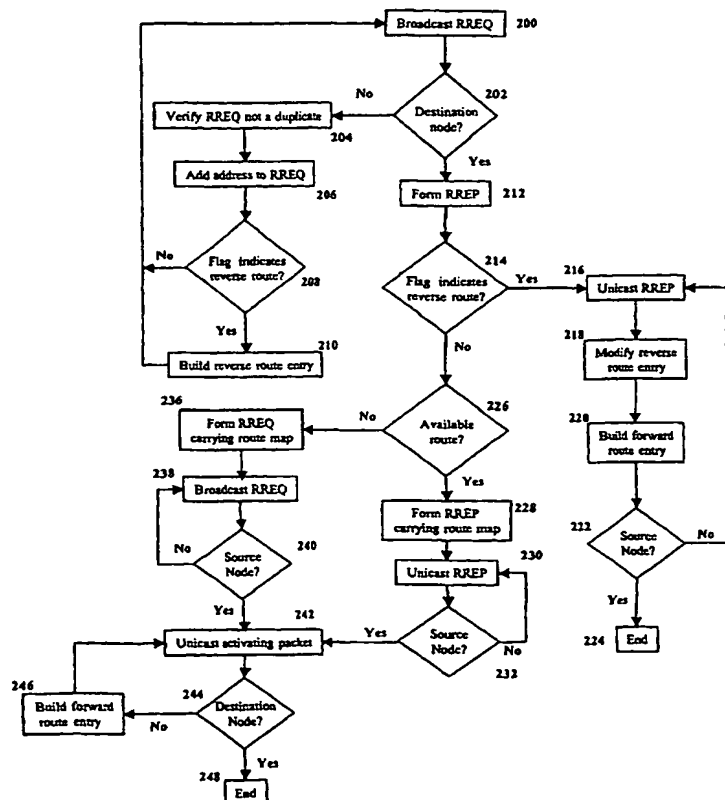 Broadcast RREQ 200
202
No
Destination
node?
Verify RREQ not a duplicate
204
Yes
Add address to RREQ
206
Form RREP 212
214
No
Flag indicates
reverse route?
208
Flag indicates
reverse route?
Yes
216
Unicast RREP
Yes
210
Build reverse route entry
No
218
Modify reverse
route entry
236
Form RREQ
carrying route map
No
226
Available
route?
220
Build forward
route entry
238
Broadcast RREQ
Yes
Form RREP
carrying route map
228
222
Source
Node?
No
No
Source
Node?
240
230
Unicast RREP
Yes
242
Unicast activating packet
Yes
Source
Node?
No
232
Yes
224
End
246
Build forward
route entry
244
No
Destination
Node?
Yes
248
End